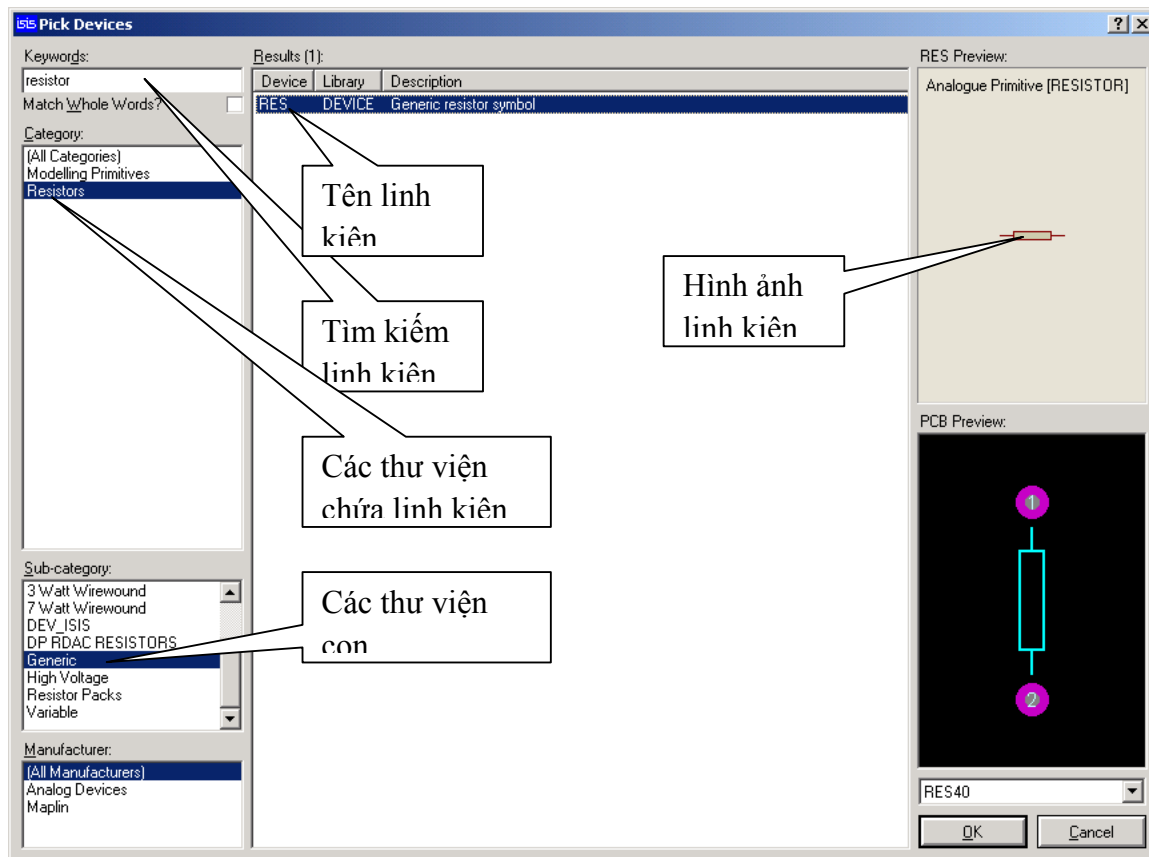 isis Pick Devices
Keywords:
resistor
Match Whole Words?
Category:
(All Categories)
Modelling Primitives
Resistors
Sub-category:
3 Watt Wirewound
7 Watt Wirewound
DEV_ISIS
DP RDAC RESISTORS
Generic
High Voltage
Resistor Packs
Variable
Manufacturer:
(All Manufacturers)
Analog Devices
Maplin
Results (1):
Device Library Description
RES DEVICE Generic resistor symbol
Tên linh
kiện
Tìm kiếm
linh kiện
Các thư viện
chứa linh kiện
Các thư viện
con
Hình ảnh
linh kiện
RES Preview:
Analogue Primitive [RESISTOR]
PCB Preview:
1
2
RES40
OK Cancel